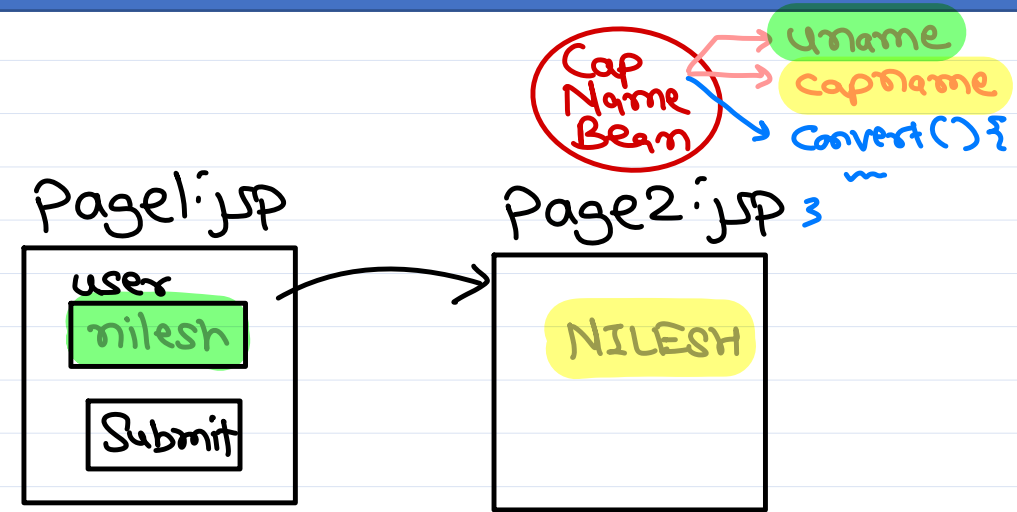 Cap
Name
Bean
uname
capname
Convert() {
}
Page1.jsp
user
nilesh
Submit
Page2.jsp
NILESH